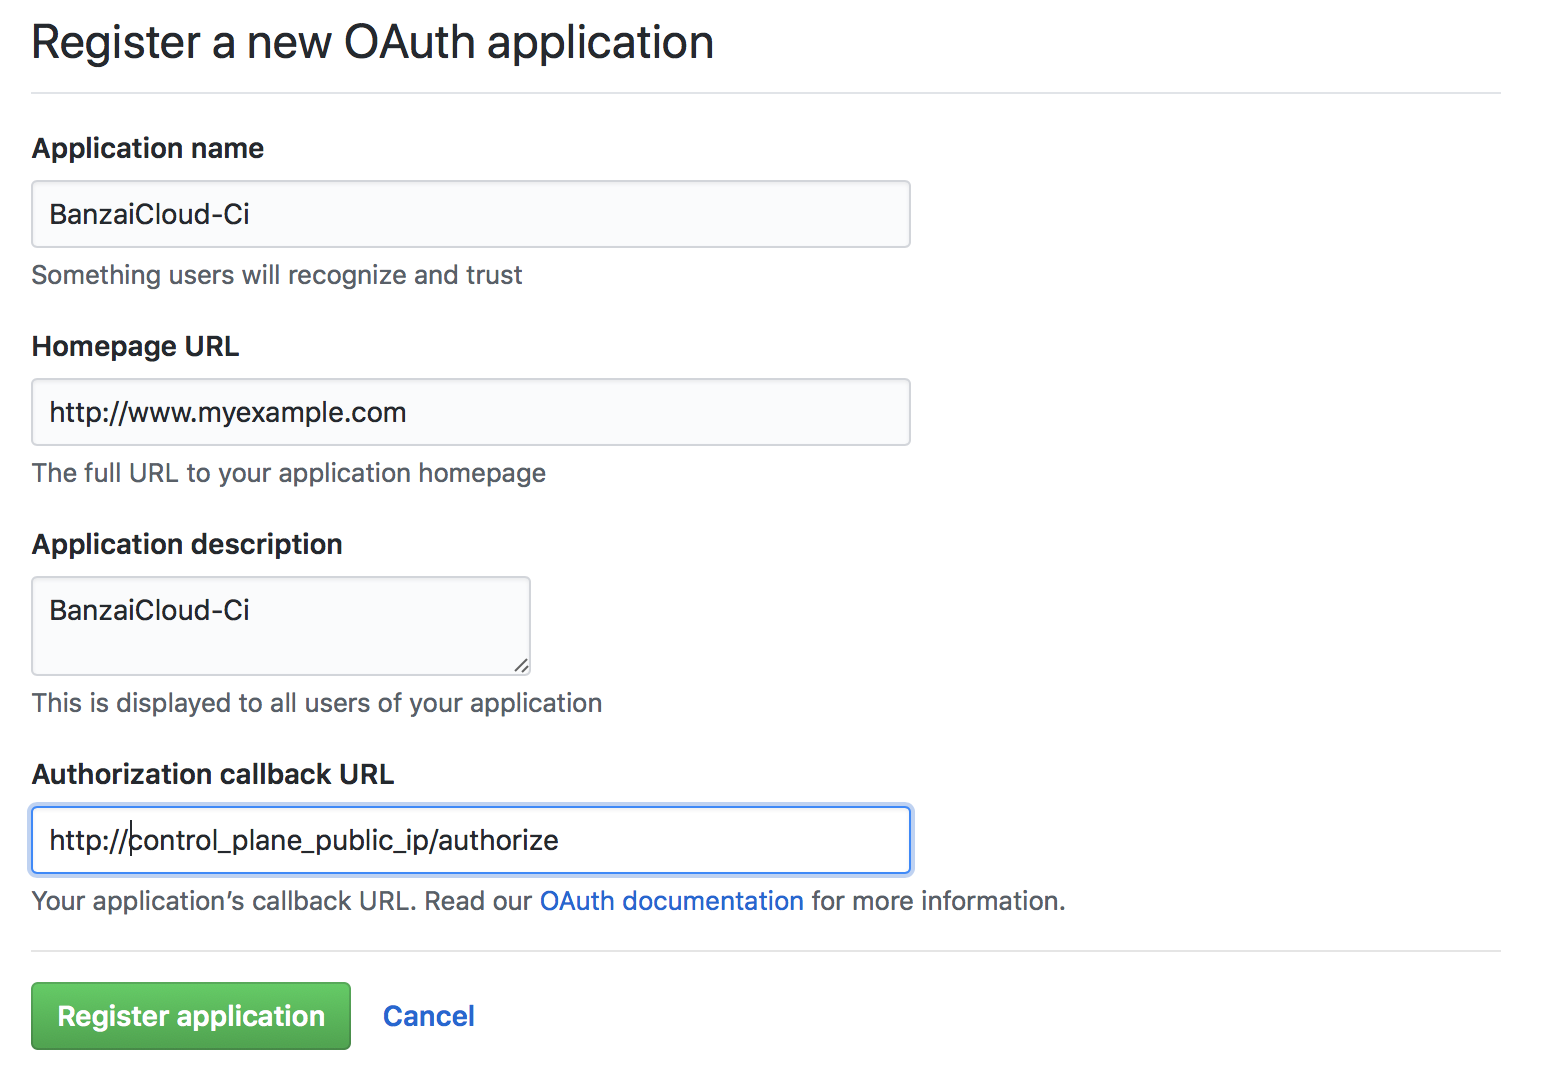 Register a new OAuth application
Application name
BanzaiCloud-Ci
Something users will recognize and trust
Homepage URL
http://www.myexample.com
The full URL to your application homepage
Application description
BanzaiCloud-Ci
This is displayed to all users of your application
Authorization callback URL
http://control_plane_public_ip/authorize
Your application’s callback URL. Read our OAuth documentation for more information.
Register application Cancel